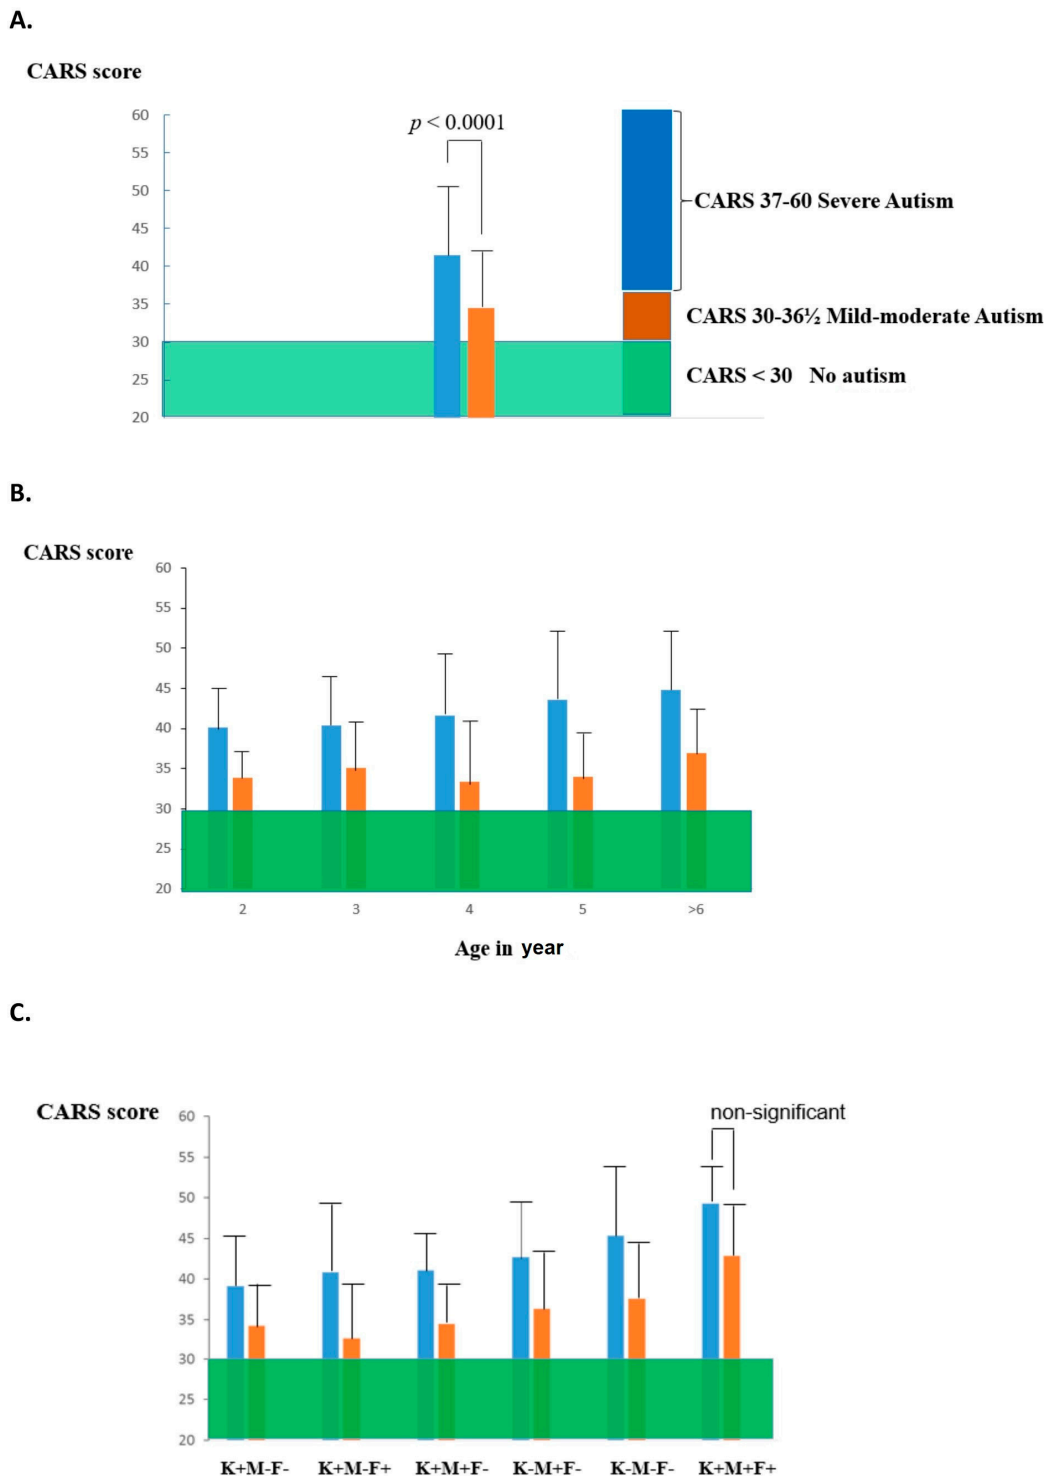 A.
CARS score
p < 0.0001
60
55
50
45
40
35
30
25
20
CARS 37-60 Severe Autism
CARS 30-36½ Mild-moderate Autism
CARS < 30 No autism
B.
CARS score
60
55
50
45
40
35
30
25
20
2 3 4 5 >6
Age in year
C.
CARS score
non-significant
60
55
50
45
40
35
30
25
20
K+M-F- K+M-F+ K+M+F- K-M+F- K-M-F- K+M+F+